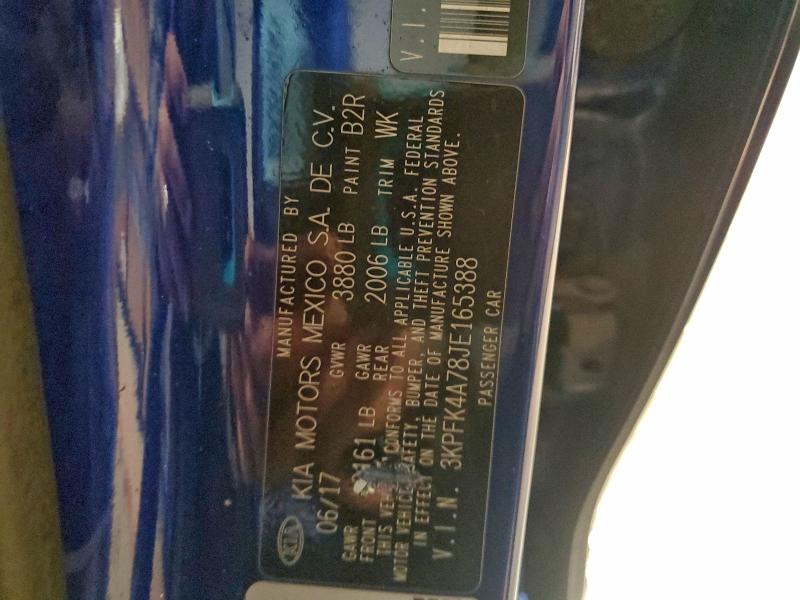 V.I.
MANUFACTURED BY
KIA KIA MOTORS MEXICO S.A. DE C.V.
06/17 GVWR 3880 LB PAINT B2R
GAWR FRONT 161 LB GAWR REAR 2006 LB TRIM WK
THIS CONFORMS TO ALL APPLICABLE U.S.A. FEDERAL
MOTOR VEHICLE SAFETY, BUMPER, AND THEFT PREVENTION STANDARDS
IN EFFECT ON THE DATE OF MANUFACTURE SHOWN ABOVE.
V.I.N. 3KPFK4A78JE165388
PASSENGER CAR